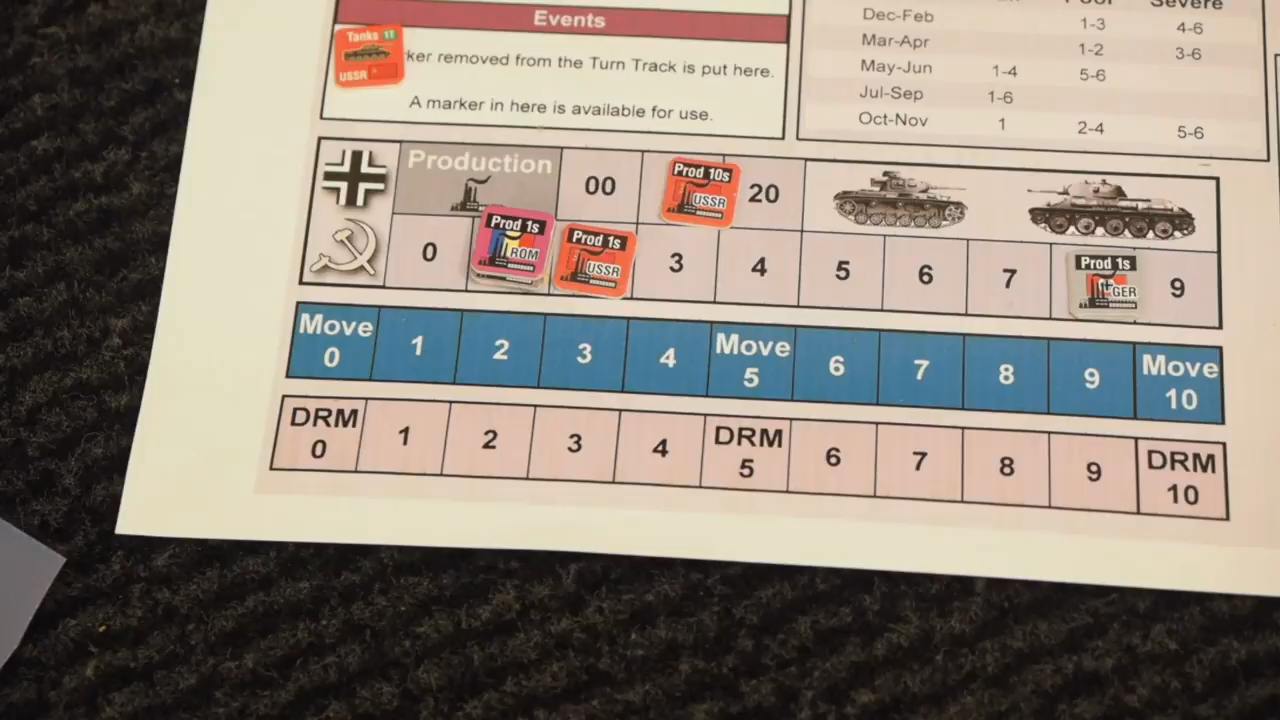 Severe
Events
Dec-Feb 1-3 4-6
Tanks 1T
USSR
ker removed from the Turn Track is put here.
Mar-Apr 1-2 3-6
May-Jun 1-4 5-6
A marker in here is available for use.
Jul-Sep 1-6
Oct-Nov 1 2-4 5-6
Production 00 Prod 10s USSR 20
0 Prod 1s ROM Prod 1s USSR 3 4 5 6 7 Prod 1s GER 9
Move 0 1 2 3 4 Move 5 6 7 8 9 Move 10
DRM 0 1 2 3 4 DRM 5 6 7 8 9 DRM 10